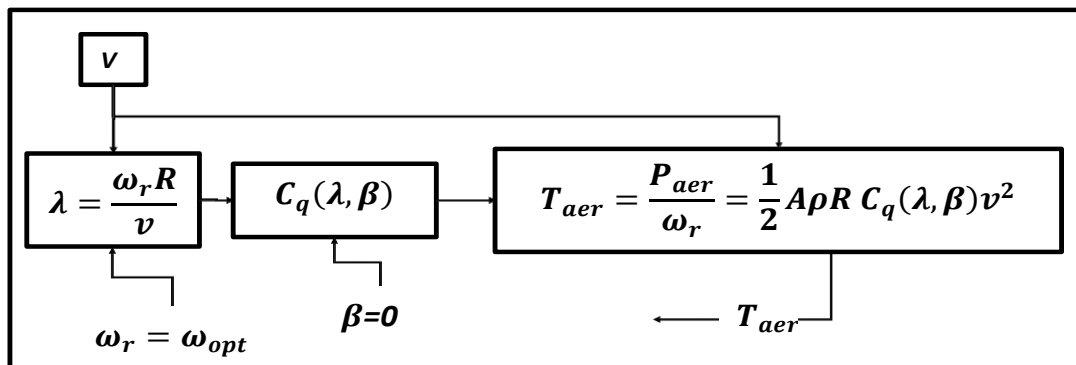 V
λ = ω_r R / v
C_q(λ, β)
T_aer = P_aer / ω_r = 1/2 AρR C_q(λ, β)v²
β=0
T_aer
ω_r = ω_opt